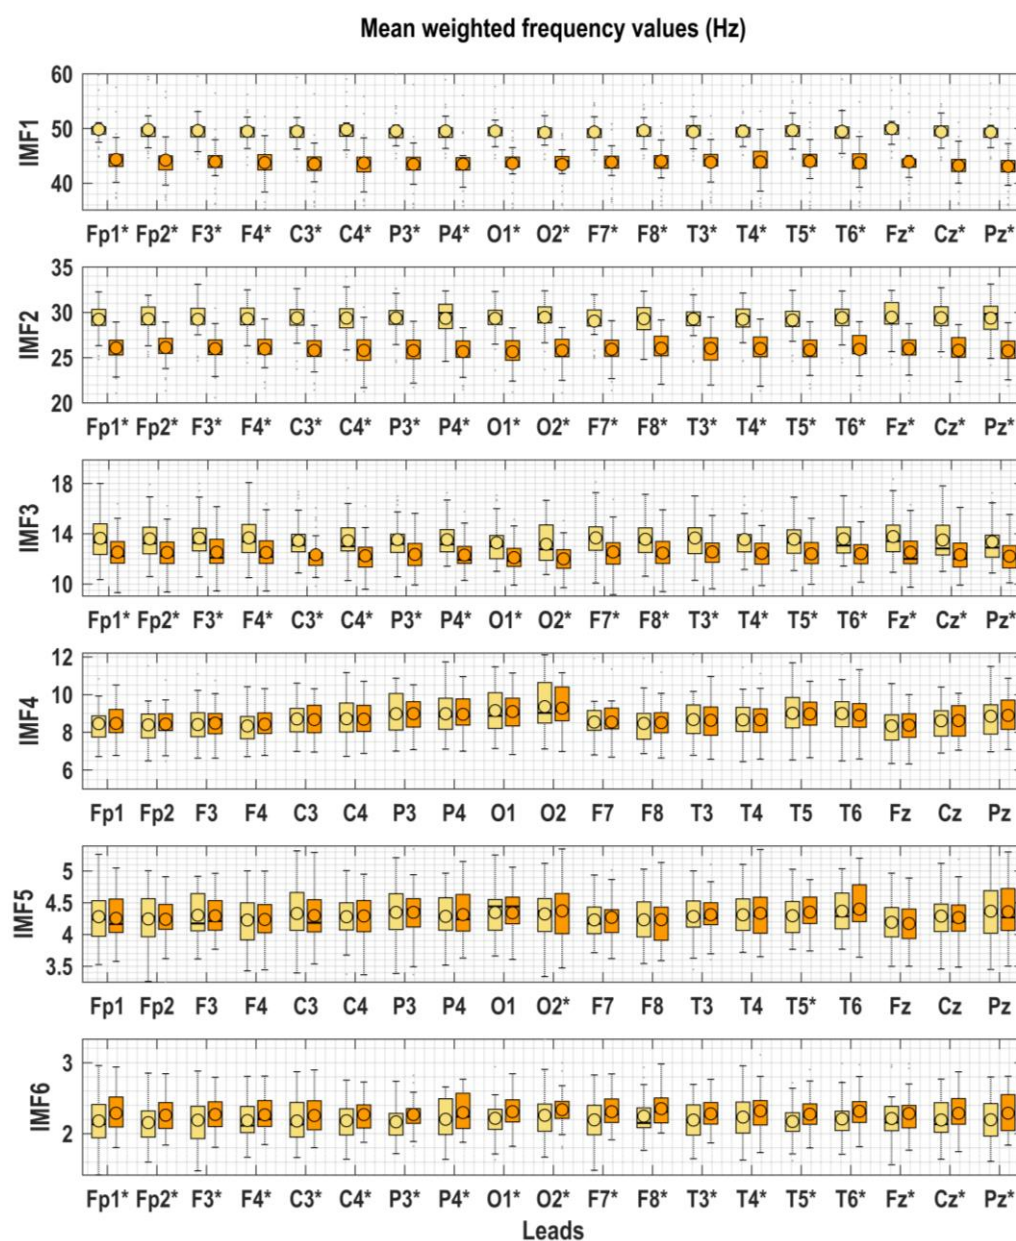 Mean weighted frequency values (Hz)
IMF1
60
50
40
Fp1* Fp2* F3* F4* C3* C4* P3* P4* O1* O2* F7* F8* T3* T4* T5* T6* Fz* Cz* Pz*
IMF2
35
30
25
20
Fp1* Fp2* F3* F4* C3* C4* P3* P4* O1* O2* F7* F8* T3* T4* T5* T6* Fz* Cz* Pz*
IMF3
18
14
10
Fp1* Fp2* F3* F4* C3* C4* P3* P4* O1* O2* F7* F8* T3* T4* T5* T6* Fz* Cz* Pz*
IMF4
12
10
8
6
Fp1 Fp2 F3 F4 C3 C4 P3 P4 O1 O2 F7 F8 T3 T4 T5 T6 Fz Cz Pz
IMF5
5
4.5
4
3.5
Fp1 Fp2 F3 F4 C3 C4 P3 P4 O1 O2* F7 F8 T3 T4 T5* T6 Fz Cz Pz
IMF6
3
2
Fp1* Fp2* F3* F4* C3* C4* P3* P4* O1* O2* F7* F8* T3* T4* T5* T6* Fz* Cz* Pz*
Leads